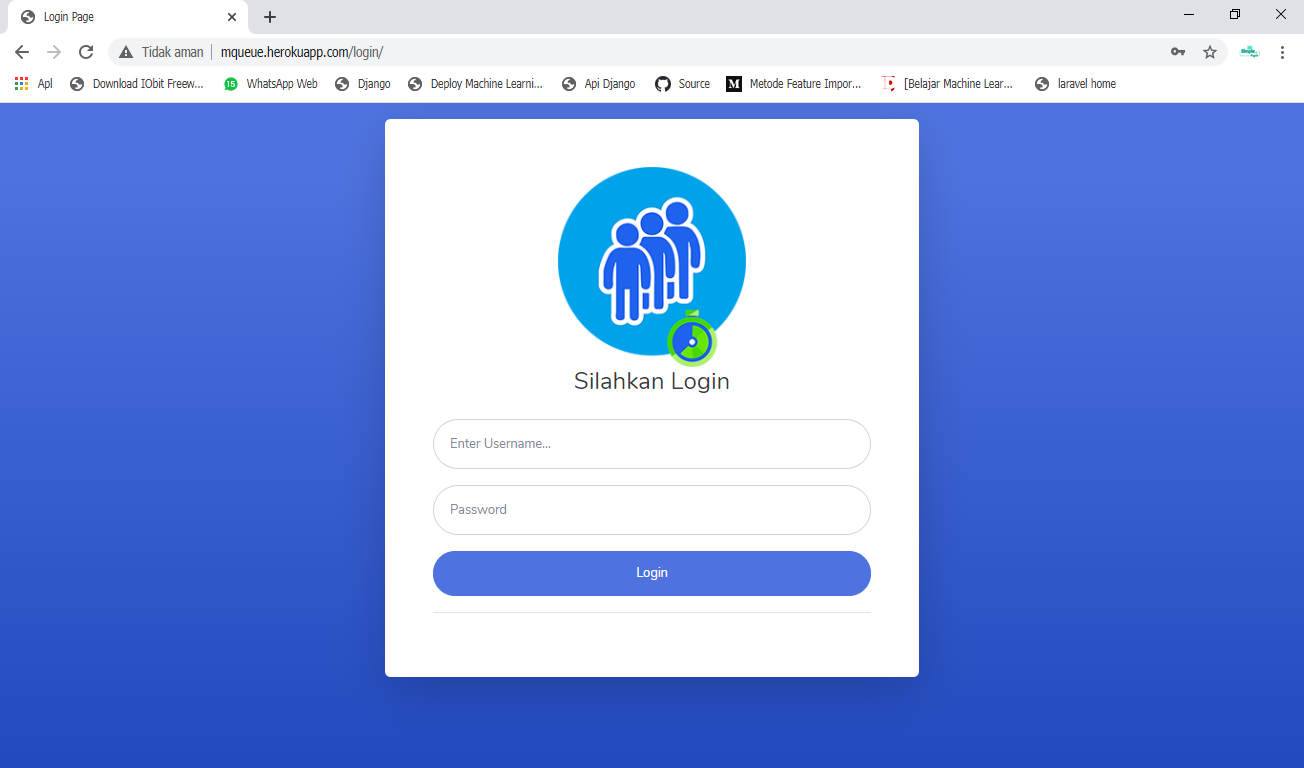 Login Page
Tidak aman mqueue.herokuapp.com/login/
Apl Download IObit Freew... 15 WhatsApp Web Django Deploy Machine Learni... Api Django Source M Metode Feature Impor... [Belajar Machine Lear... laravel home
Silahkan Login
Enter Username...
Password
Login